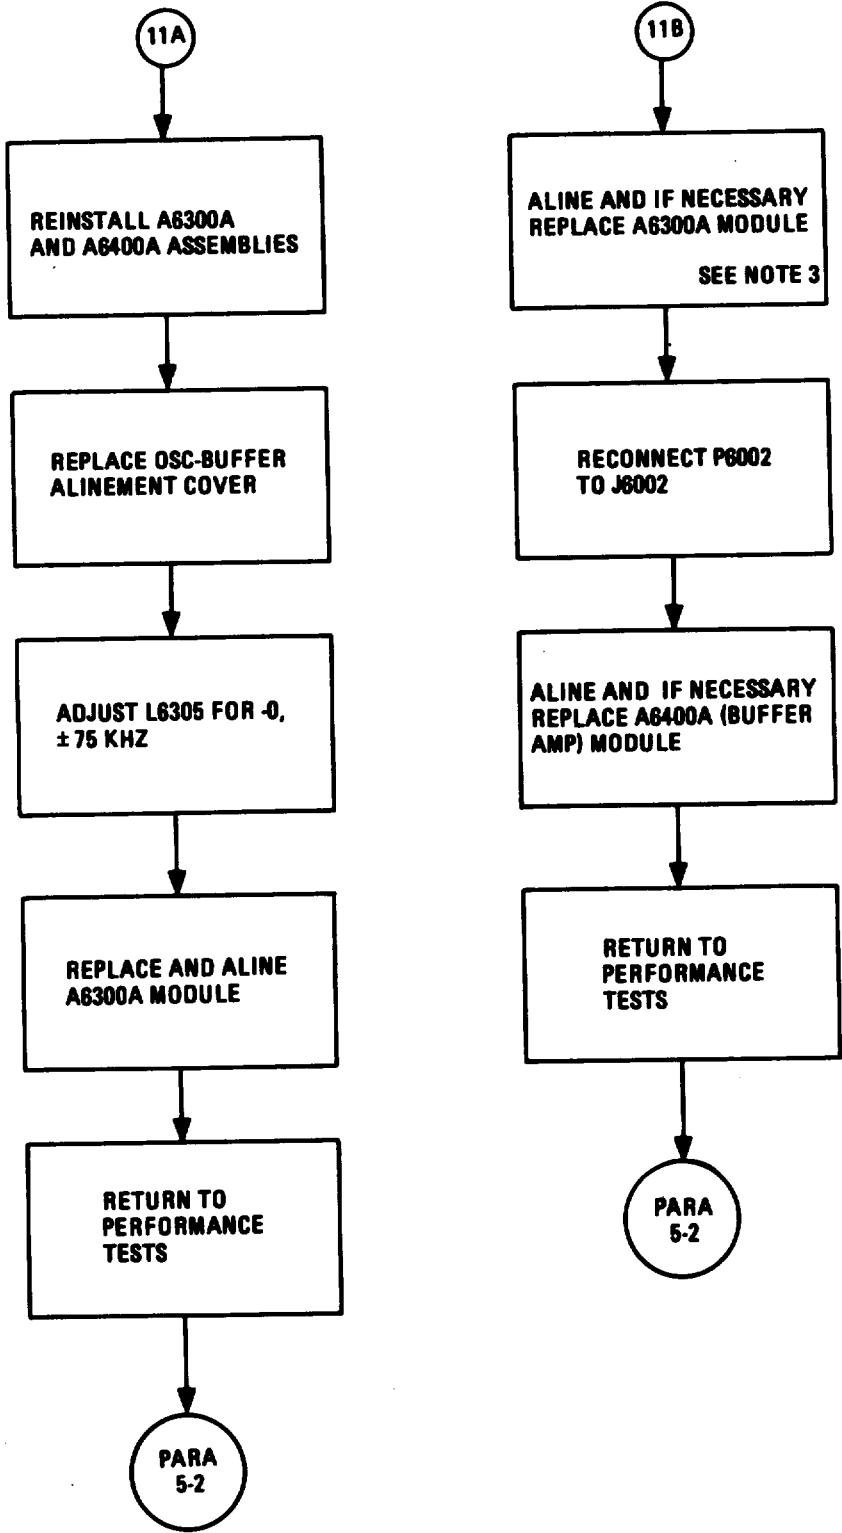 11A
REINSTALL A6300A
AND A6400A ASSEMBLIES
REPLACE OSC-BUFFER
ALINEMENT COVER
ADJUST L6305 FOR -0,
± 75 KHZ
REPLACE AND ALINE
A6300A MODULE
RETURN TO
PERFORMANCE
TESTS
PARA
5-2
11B
ALINE AND IF NECESSARY
REPLACE A6300A MODULE
SEE NOTE 3
RECONNECT P6002
TO J6002
ALINE AND IF NECESSARY
REPLACE A6400A (BUFFER
AMP) MODULE
RETURN TO
PERFORMANCE
TESTS
PARA
5-2